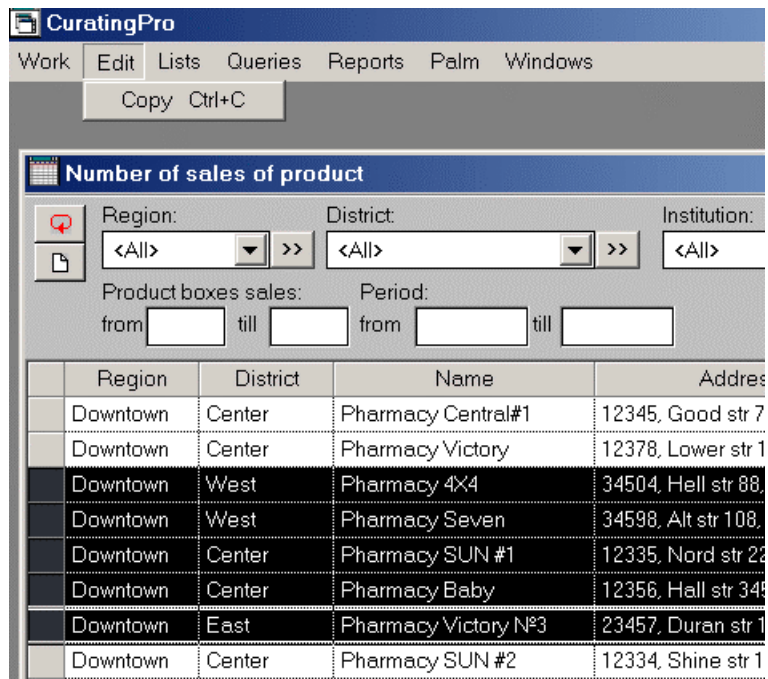 CuratingPro
Work Edit Lists Queries Reports Palm Windows
Copy Ctrl+C
Number of sales of product
Region: District: Institution:
<All> >> <All> >> <All>
Product boxes sales: Period:
from till from till
Region District Name Addres
Downtown Center Pharmacy Central#1 12345, Good str 7
Downtown Center Pharmacy Victory 12378, Lower str 1
Downtown West Pharmacy 4X4 34504, Hell str 88,
Downtown West Pharmacy Seven 34598, Alt str 108,
Downtown Center Pharmacy SUN #1 12335, Nord str 22
Downtown Center Pharmacy Baby 12356, Hall str 345
Downtown East Pharmacy Victory Nº3 23457, Duran str 1
Downtown Center Pharmacy SUN #2 12334, Shine str 1